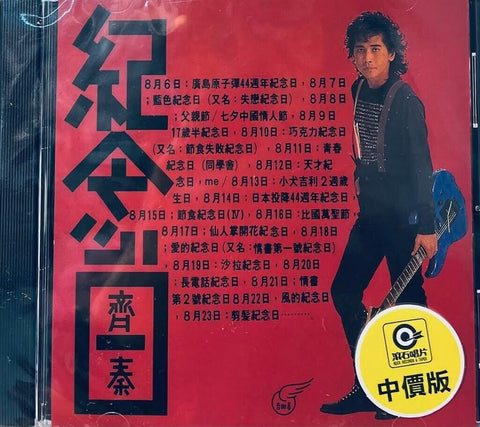 紀念日
齊秦
8月6日：廣島原子彈44週年紀念日，8月7日
；藍色紀念日（又名：失戀紀念日），8月8日
；父親節/七夕中國情人節，8月9日
17歲半紀念日，8月10日：巧克力紀念日
（又名：節食失敗紀念日），8月11日：青春
紀念日（同學會），8月12日：天才紀
念日，me/8月13日：小犬吉利2週歲
生日，8月14日：日本投降44週年紀念日，
8月15日：節食紀念日(Ⅳ)，8月16日：比國萬聖節，
8月17日；仙人掌開花紀念日，8月18日
；愛的紀念日（又名：情書第一號紀念日），
8月19日：沙拉紀念日，8月20日
：長電話紀念日，8月21日；情書
第2號紀念日8月22日，風的紀念日
，8月23日：剪髮紀念日………
滾石唱片
ROCK RECORDS & TAPES
中價版